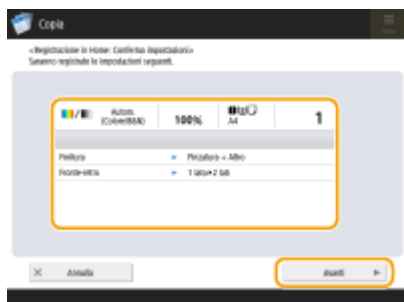 Copia
<Registrazione in Home: Conferma impostazioni>
Saranno registrate le impostazioni seguenti.
Autom.
(Colore/B&N)
100%
A4
1
Finitura ► Pinzatura + Altro
Fronte-retro ► 1 lato►2 lati
Annulla
Avanti